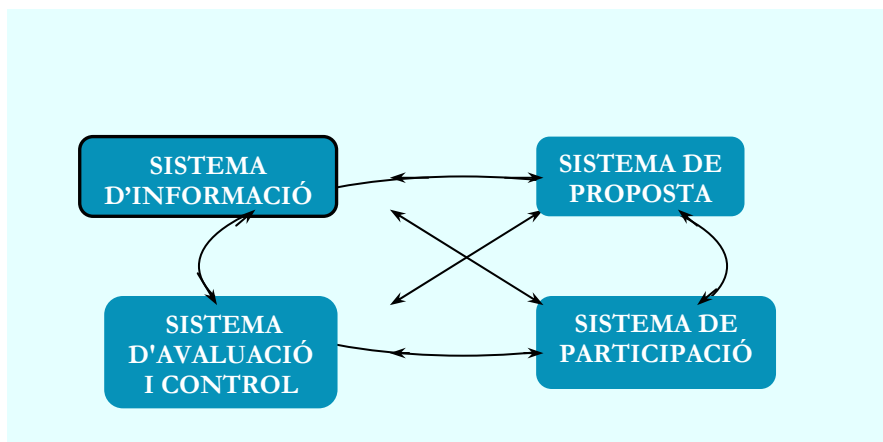 SISTEMA
D’INFORMACIÓ
SISTEMA DE
PROPOSTA
SISTEMA
D'AVALUACIÓ
I CONTROL
SISTEMA DE
PARTICIPACIÓ